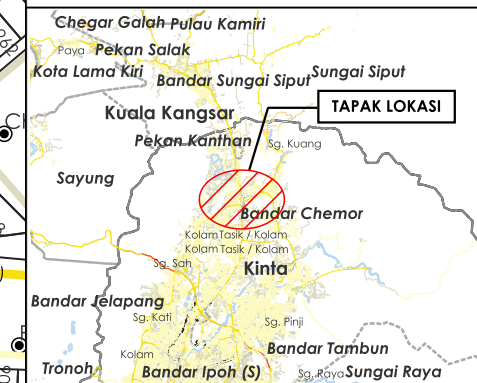 Chegar Galah Pulau Kamiri
Paya Pekan Salak
Kota Lama Kiri
Bandar Sungai Siput Sungai Siput
TAPAK LOKASI
Kuala Kangsar
Pekan Kanthan
Sg. Kuang
Sayung
Bandar Chemor
Kolam Tasik / Kolam
Kolam Tasik / Kolam
Sg. Sah
Kinta
Bandar Jelapang
Sg. Kati
Sg. Pinji
Kolam
Bandar Tambun
Tronoh
Bandar Ipoh (S)
Sg. Raya Sungai Raya